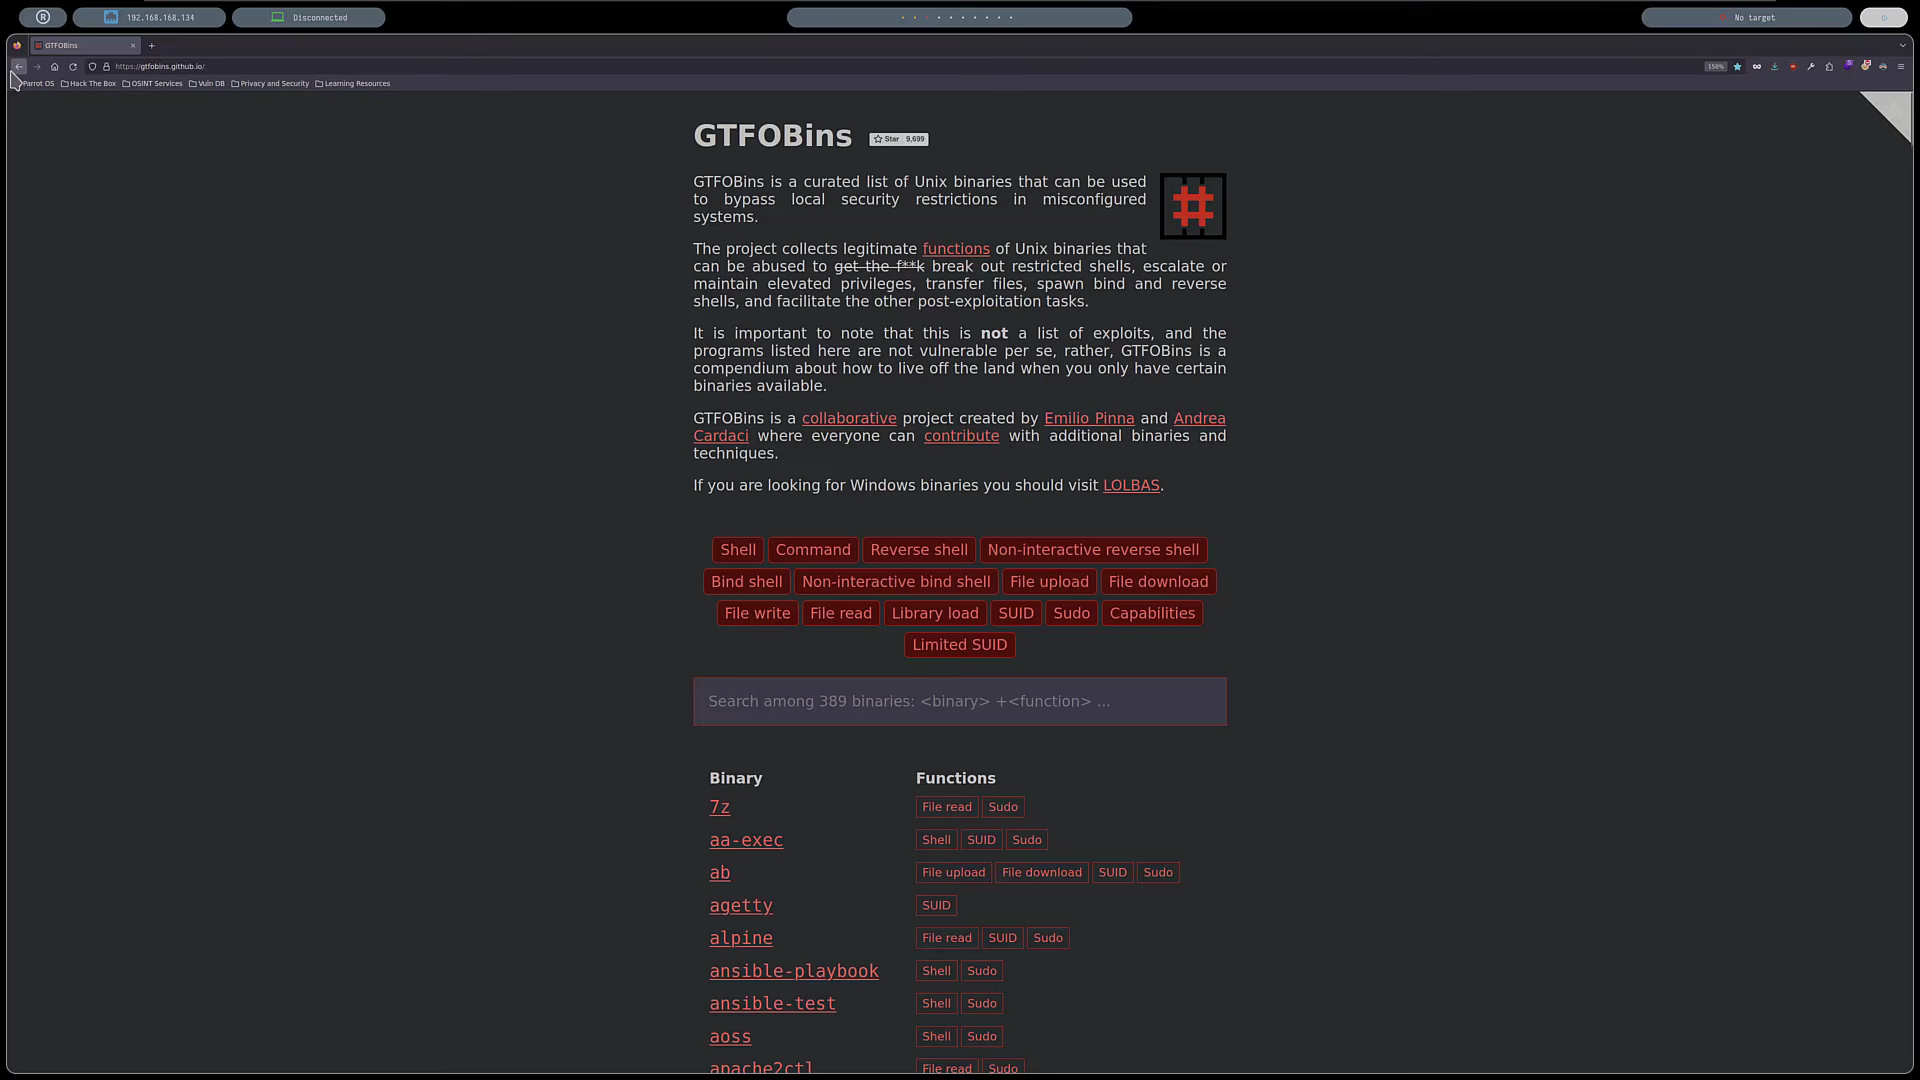 192.168.168.134
Disconnected
No target
GTFOBins
https://gtfobins.github.io/
150%
Parrot OS Hack The Box OSINT Services Vuln DB Privacy and Security Learning Resources
GTFOBins
Star 9,699
GTFOBins is a curated list of Unix binaries that can be used
to bypass local security restrictions in misconfigured
systems.
The project collects legitimate functions of Unix binaries that
can be abused to get the f**k break out restricted shells, escalate or
maintain elevated privileges, transfer files, spawn bind and reverse
shells, and facilitate the other post-exploitation tasks.
It is important to note that this is not a list of exploits, and the
programs listed here are not vulnerable per se, rather, GTFOBins is a
compendium about how to live off the land when you only have certain
binaries available.
GTFOBins is a collaborative project created by Emilio Pinna and Andrea
Cardaci where everyone can contribute with additional binaries and
techniques.
If you are looking for Windows binaries you should visit LOLBAS.
Shell Command Reverse shell Non-interactive reverse shell
Bind shell Non-interactive bind shell File upload File download
File write File read Library load SUID Sudo Capabilities
Limited SUID
Search among 389 binaries: <binary> +<function> ...
Binary Functions
7z File read Sudo
aa-exec Shell SUID Sudo
ab File upload File download SUID Sudo
agetty SUID
alpine File read SUID Sudo
ansible-playbook Shell Sudo
ansible-test Shell Sudo
aoss Shell Sudo
apache2ctl File read Sudo